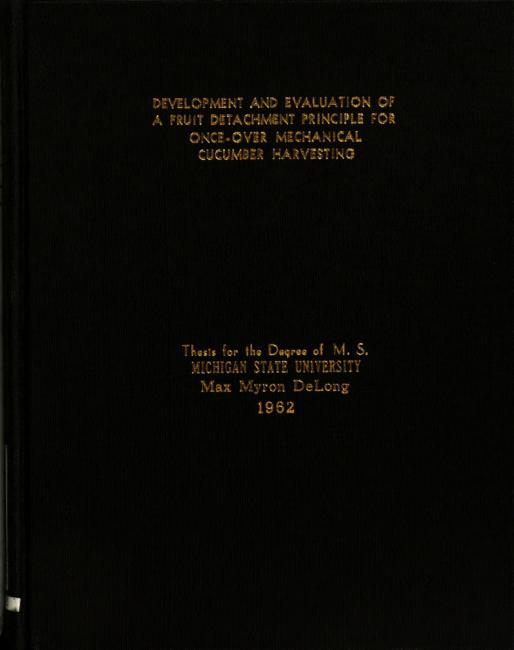 DEVELOPMENT AND EVALUATION OF
A FRUIT DETACHMENT PRINCIPLE FOR
ONCE-OVER MECHANICAL
CUCUMBER HARVESTING
Thesis for the Degree of M. S.
MICHIGAN STATE UNIVERSITY
Max Myron DeLong
1962